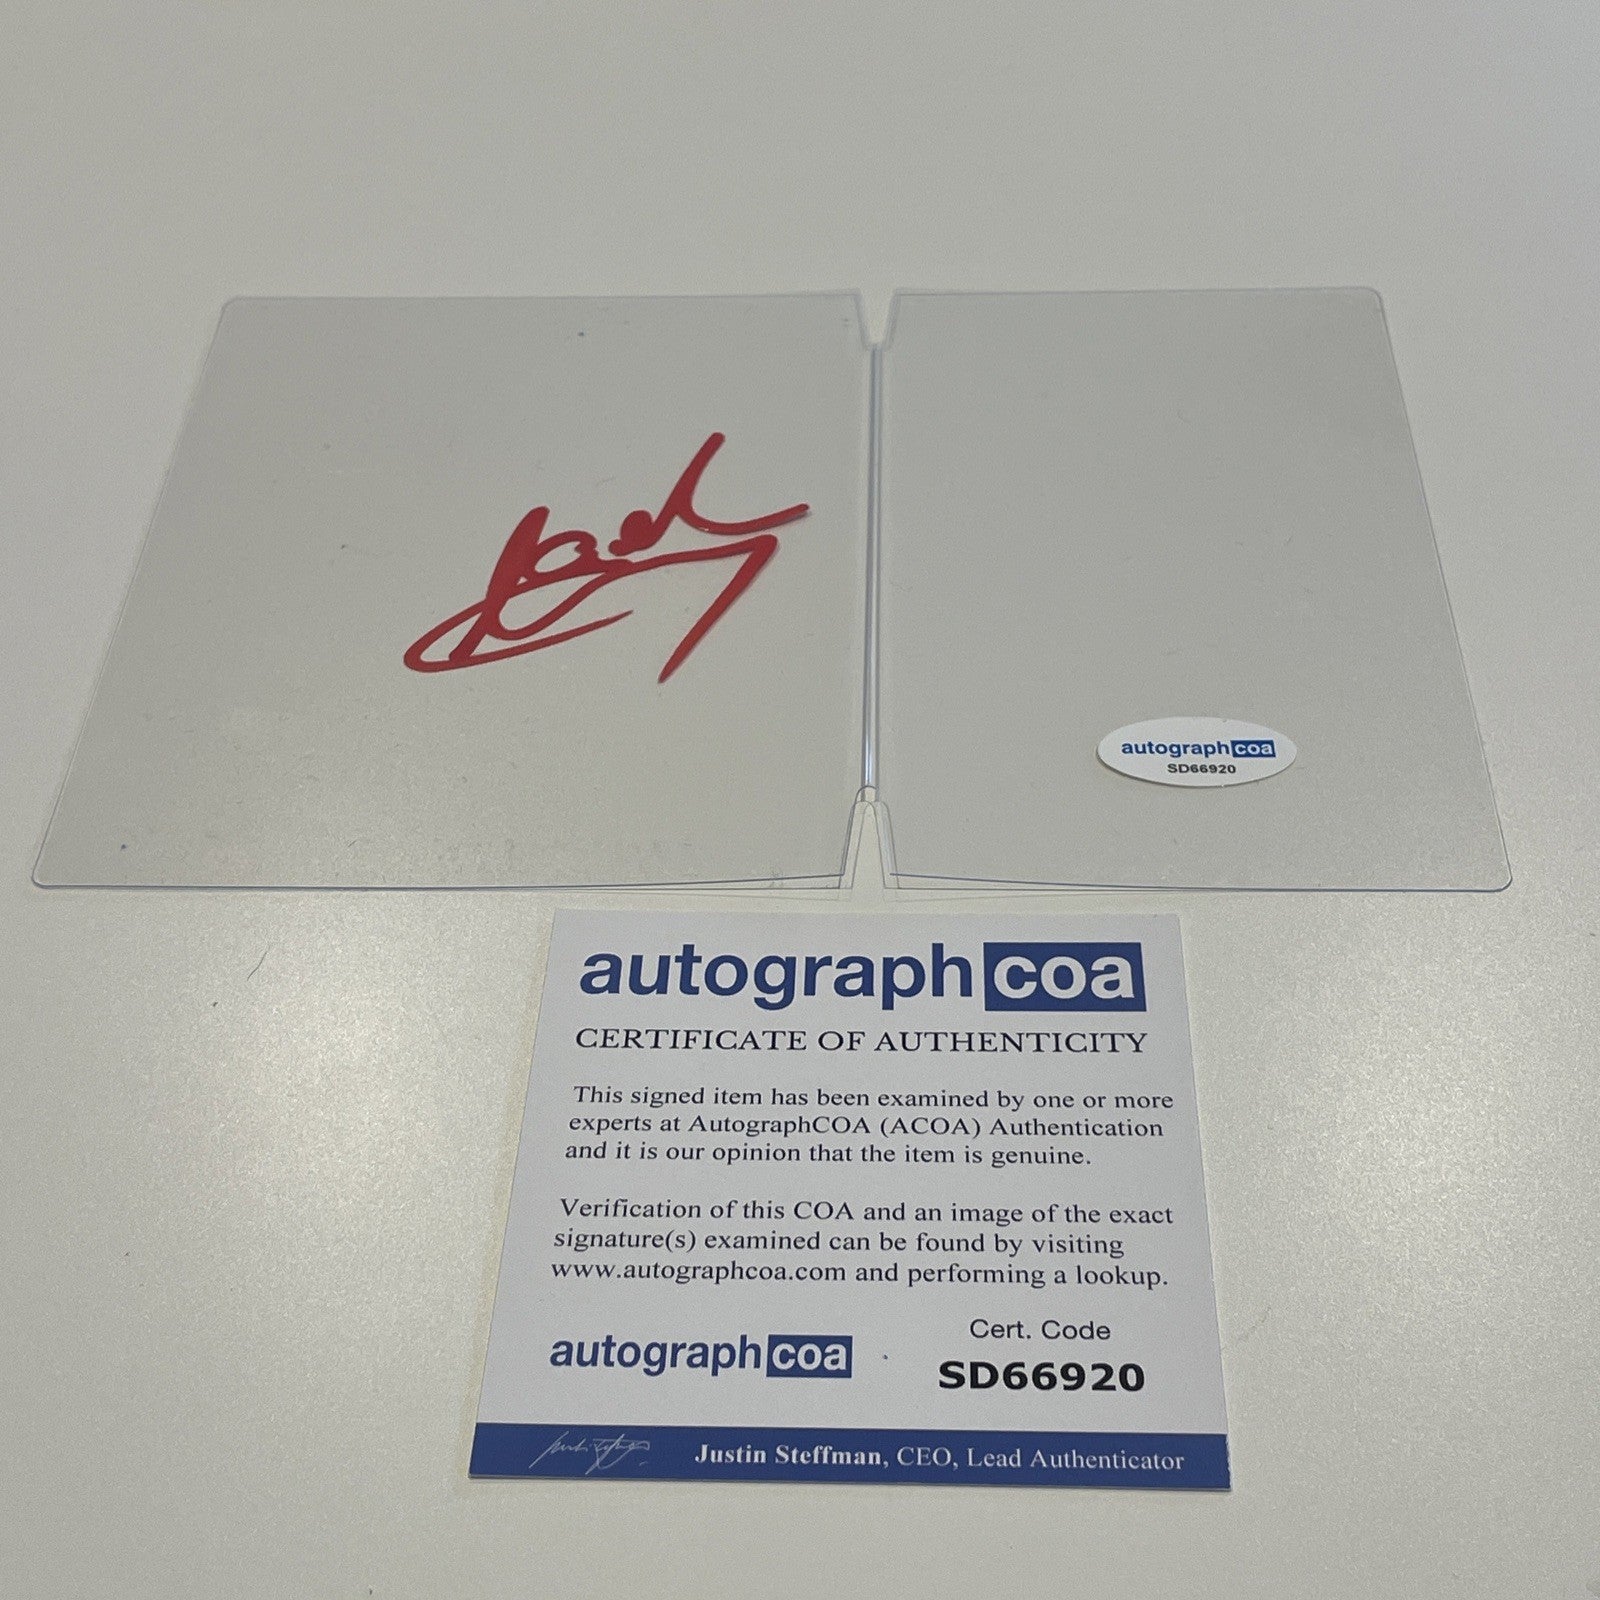 autographcoa
SD66920
autographcoa
CERTIFICATE OF AUTHENTICITY
This signed item has been examined by one or more
experts at AutographCOA (ACOA) Authentication
and it is our opinion that the item is genuine.
Verification of this COA and an image of the exact
signature(s) examined can be found by visiting
www.autographcoa.com and performing a lookup.
autographcoa
Cert. Code
SD66920
Justin Steffman, CEO, Lead Authenticator